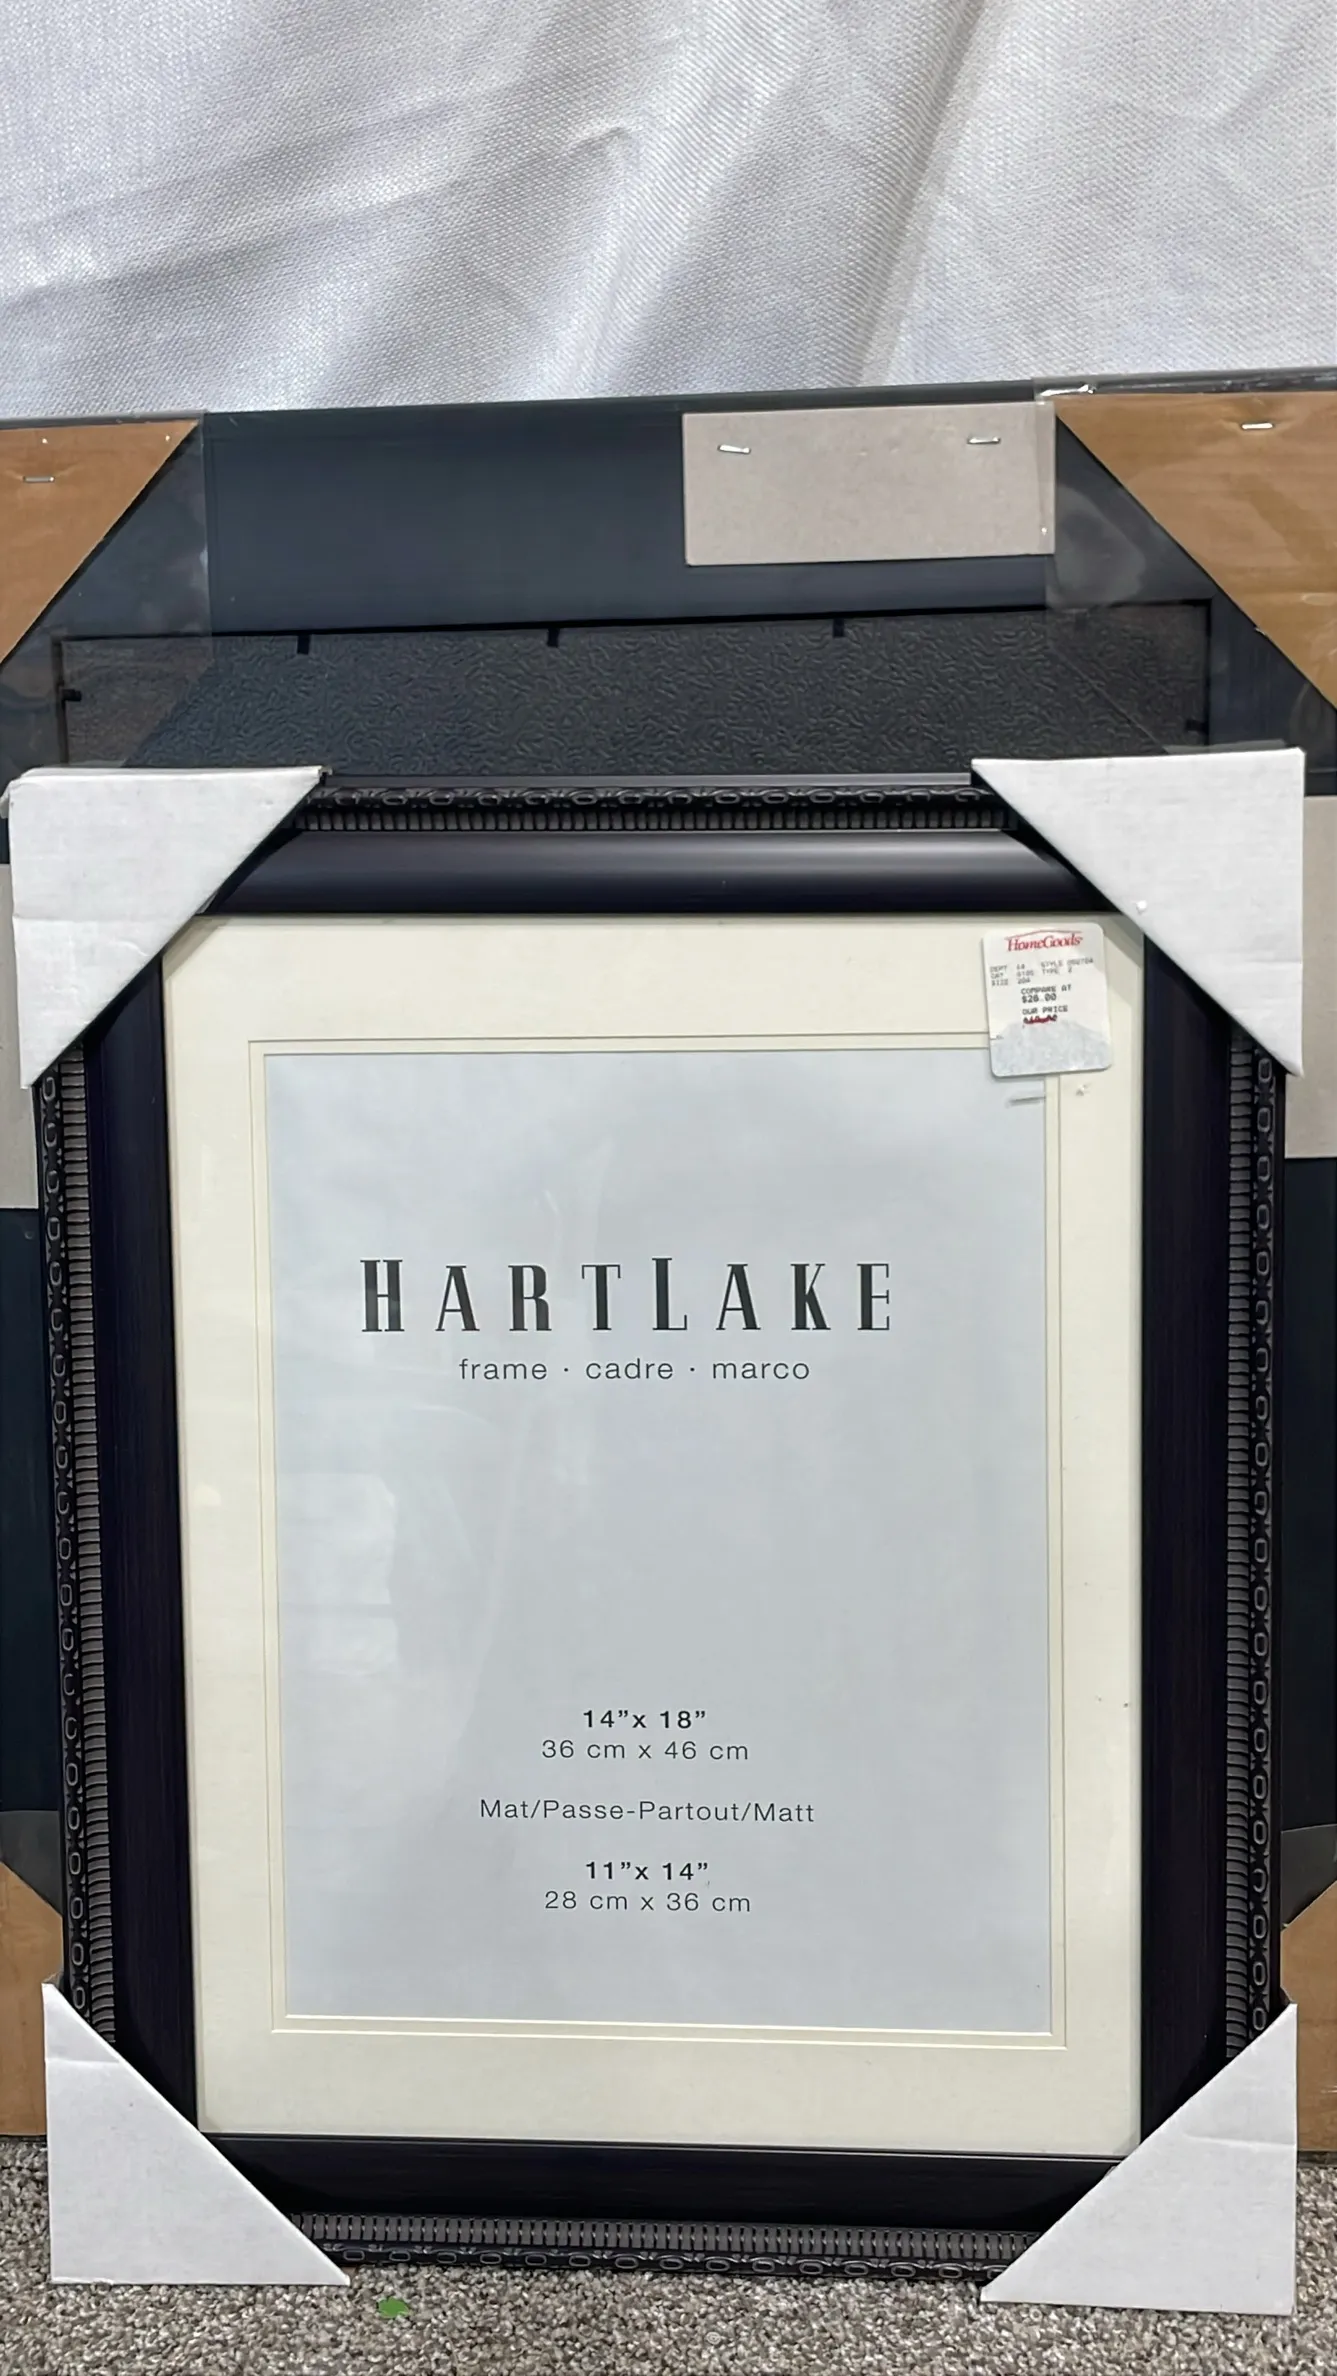 HomeGoods
COMPARE AT
$28.00
OUR PRICE
HARTLAKE
frame · cadre · marco
14”x 18”
36 cm x 46 cm
Mat/Passe-Partout/Matt
11”x 14”
28 cm x 36 cm